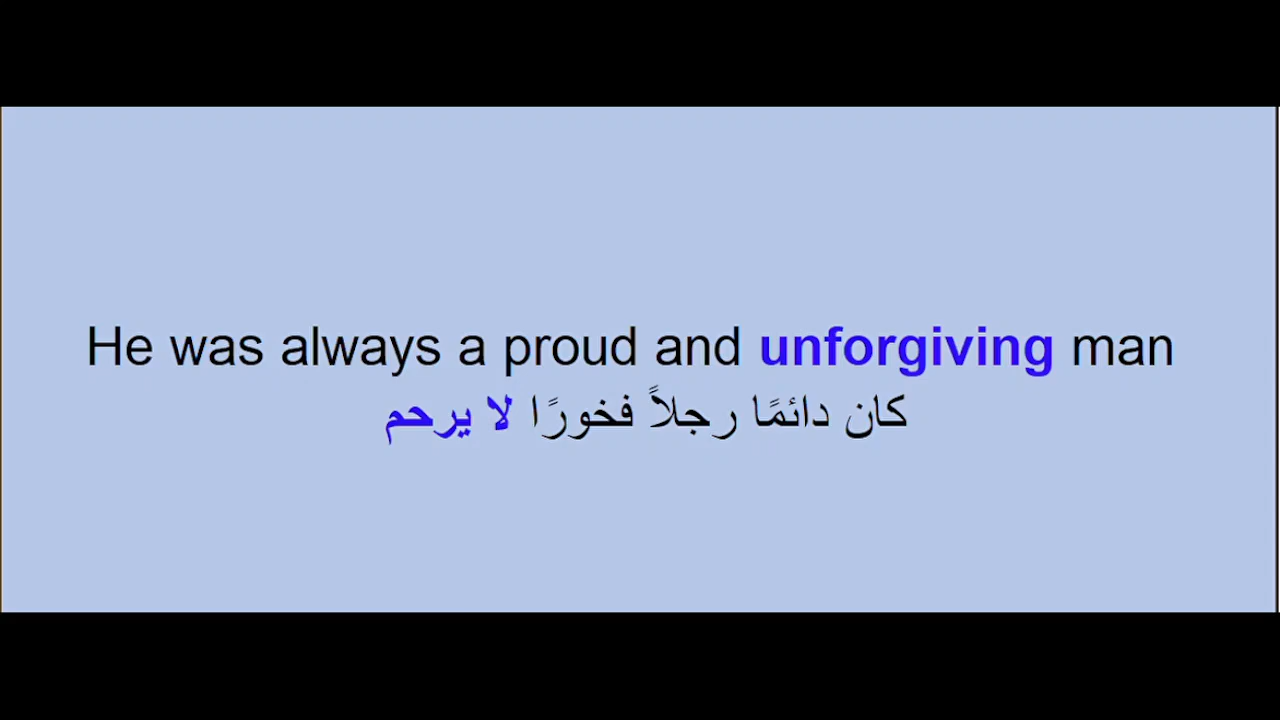 He was always a proud and unforgiving man
كان دائمًا رجلاً فخورًا لا يرحم